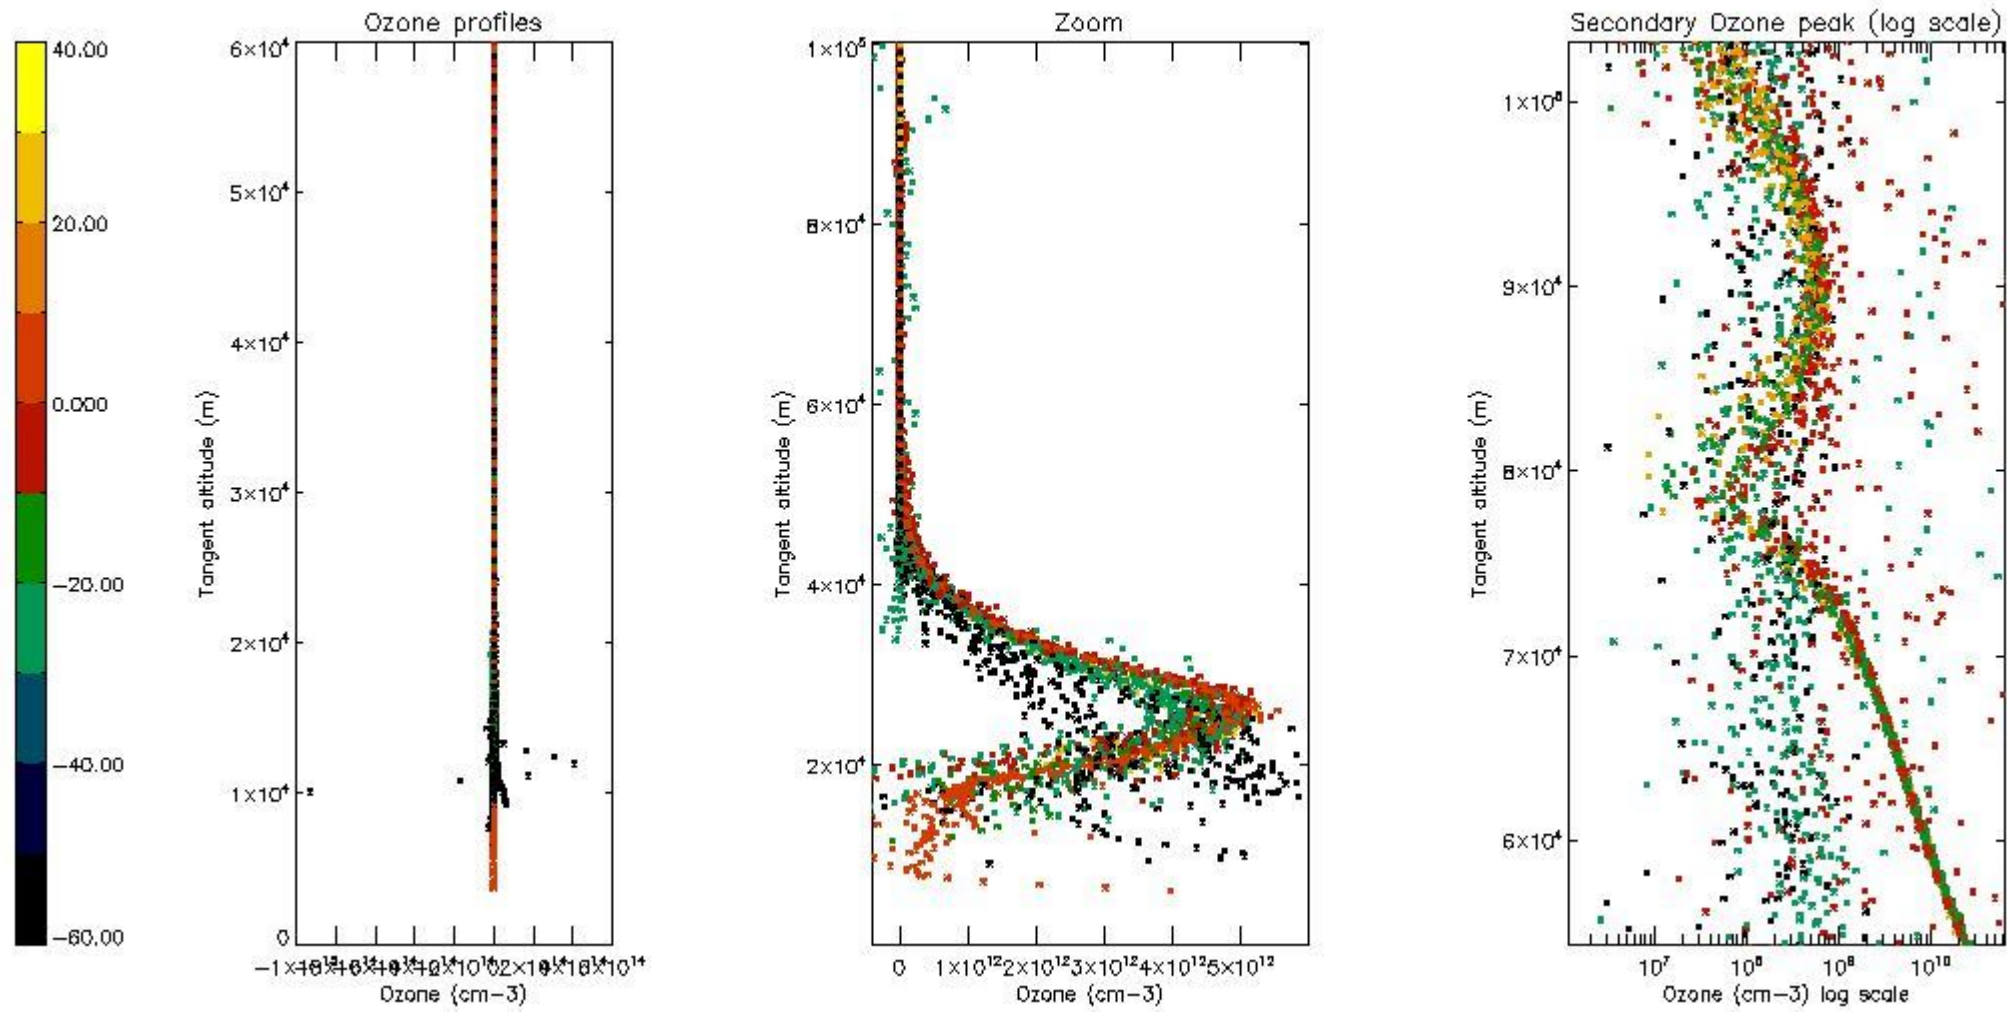 Ozone profiles
Zoom
Secondary Ozone peak (log scale)
40.00
20.00
0.000
−20.00
−40.00
−60.00
6×10⁴
5×10⁴
4×10⁴
3×10⁴
2×10⁴
1×10⁴
0
Tangent altitude (m)
Ozone (cm−3)
1×10⁵
8×10⁴
6×10⁴
4×10⁴
2×10⁴
Tangent altitude (m)
0 1×10¹² 2×10¹² 3×10¹² 4×10¹² 5×10¹²
Ozone (cm−3)
1×10⁵
9×10⁴
8×10⁴
7×10⁴
6×10⁴
Tangent altitude (m)
10⁷ 10⁸ 10⁹ 10¹⁰
Ozone (cm−3) log scale